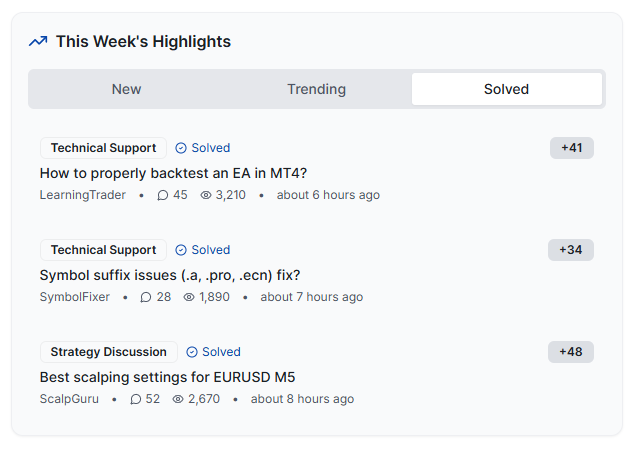 This Week's Highlights
New Trending Solved
Technical Support Solved +41
How to properly backtest an EA in MT4?
LearningTrader • 45 3,210 • about 6 hours ago
Technical Support Solved +34
Symbol suffix issues (.a, .pro, .ecn) fix?
SymbolFixer • 28 1,890 • about 7 hours ago
Strategy Discussion Solved +48
Best scalping settings for EURUSD M5
ScalpGuru • 52 2,670 • about 8 hours ago